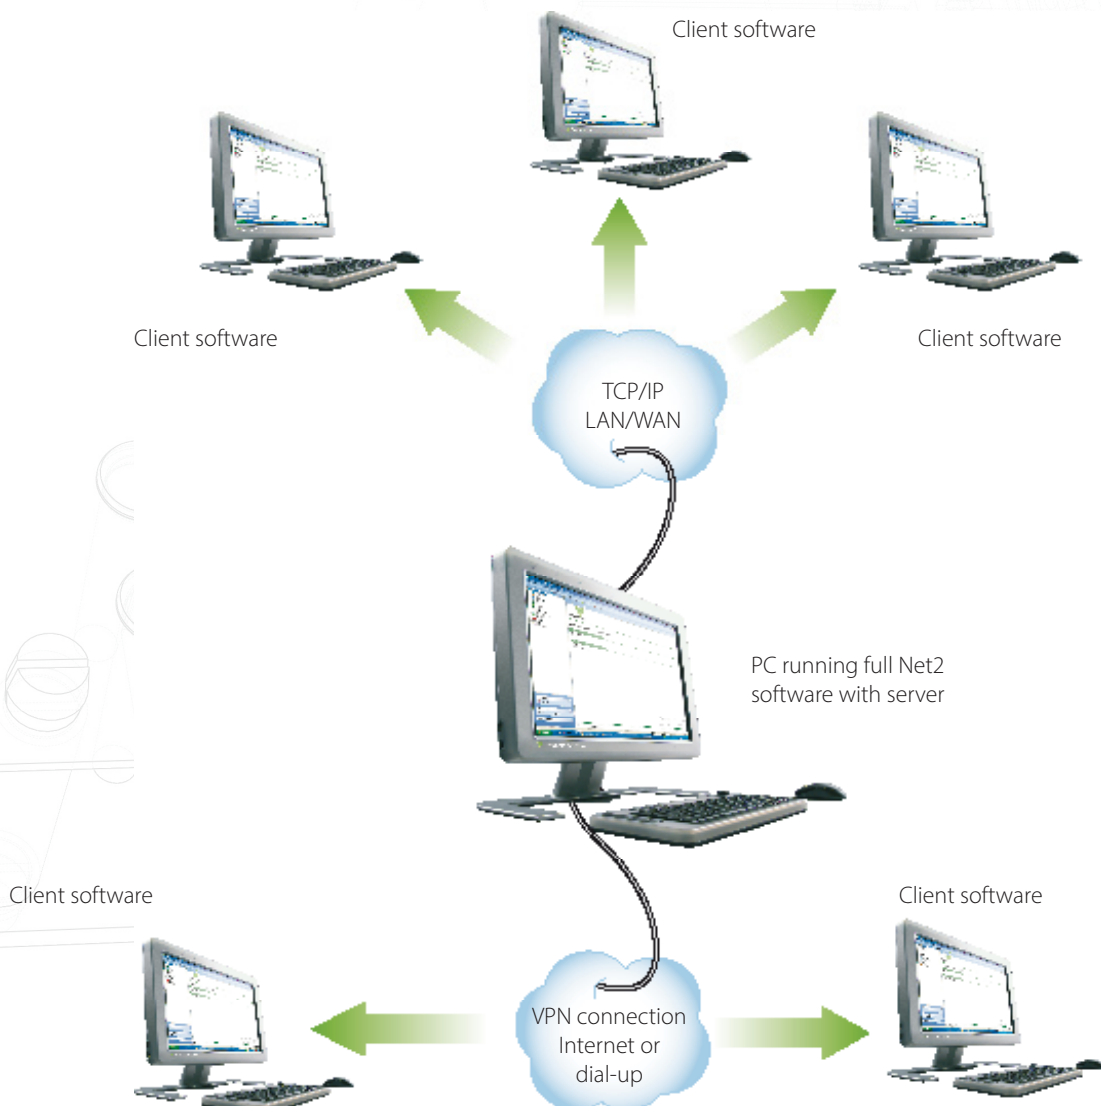 Client software
Client software
Client software
TCP/IP
LAN/WAN
PC running full Net2
software with server
Client software
Client software
VPN connection
Internet or
dial-up